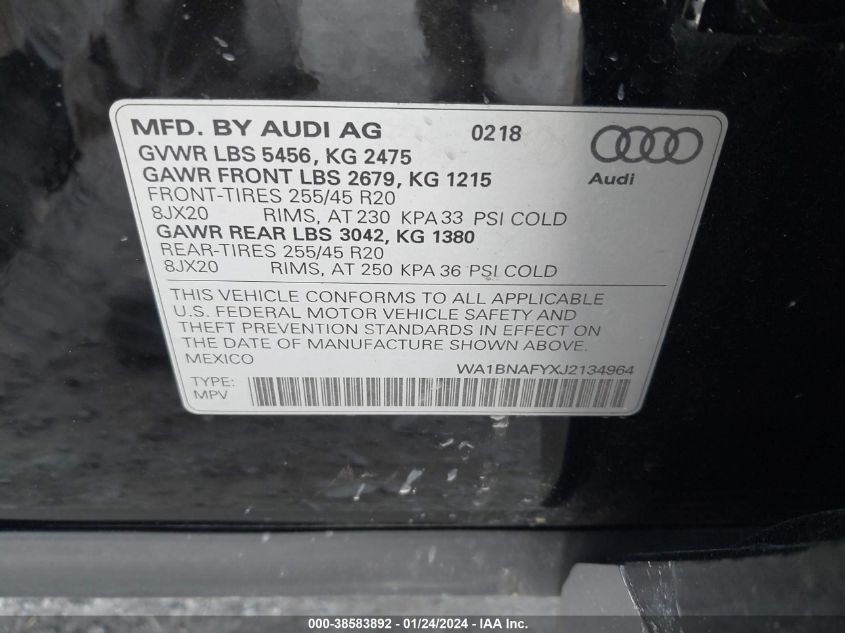 MFD. BY AUDI AG 0218
GVWR LBS 5456, KG 2475
GAWR FRONT LBS 2679, KG 1215
Audi
FRONT-TIRES 255/45 R20
8JX20 RIMS, AT 230 KPA 33 PSI COLD
GAWR REAR LBS 3042, KG 1380
REAR-TIRES 255/45 R20
8JX20 RIMS, AT 250 KPA 36 PSI COLD
THIS VEHICLE CONFORMS TO ALL APPLICABLE
U.S. FEDERAL MOTOR VEHICLE SAFETY AND
THEFT PREVENTION STANDARDS IN EFFECT ON
THE DATE OF MANUFACTURE SHOWN ABOVE.
MEXICO WA1BNAFYXJ2134964
TYPE:
MPV
000-38583892 - 01/24/2024 - IAA Inc.